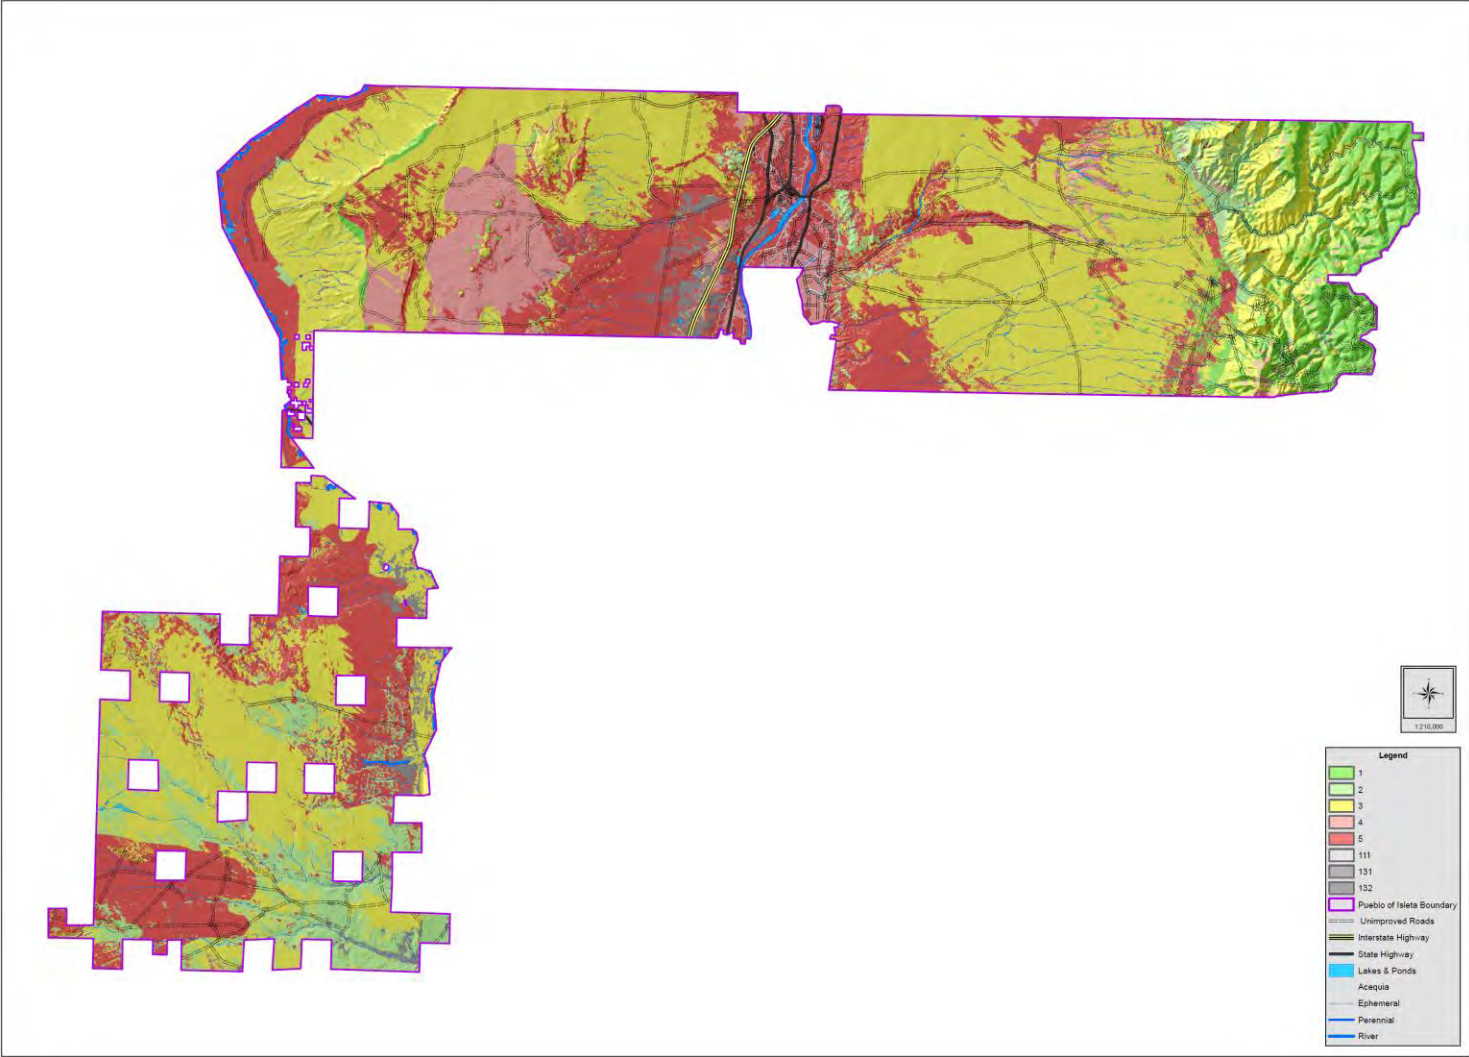 1:210,000
Legend
1
2
3
4
5
111
131
132
Pueblo of Isleta Boundary
Unimproved Roads
Interstate Highway
State Highway
Lakes & Ponds
Acequia
Ephemeral
Perennial
River